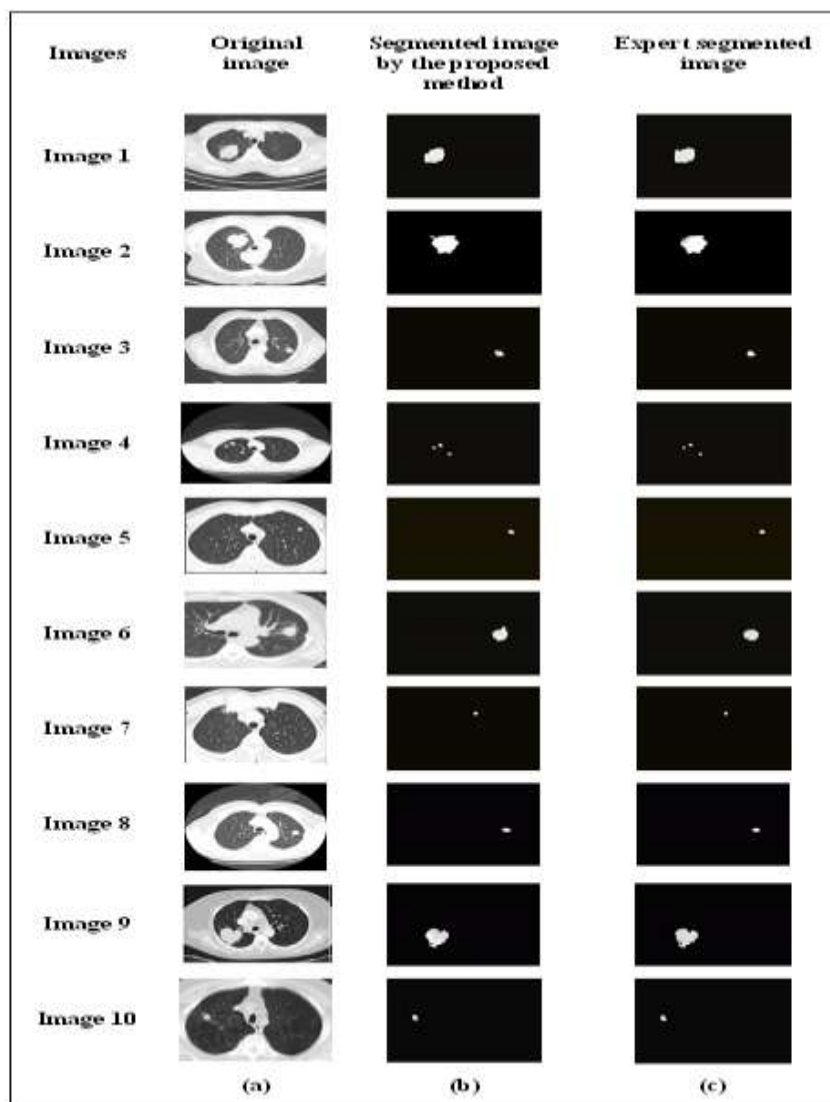 Images
Original
image
Segmented image
by the proposed
method
Expert segmented
image
Image 1
Image 2
Image 3
Image 4
Image 5
Image 6
Image 7
Image 8
Image 9
Image 10
(a)
(b)
(c)